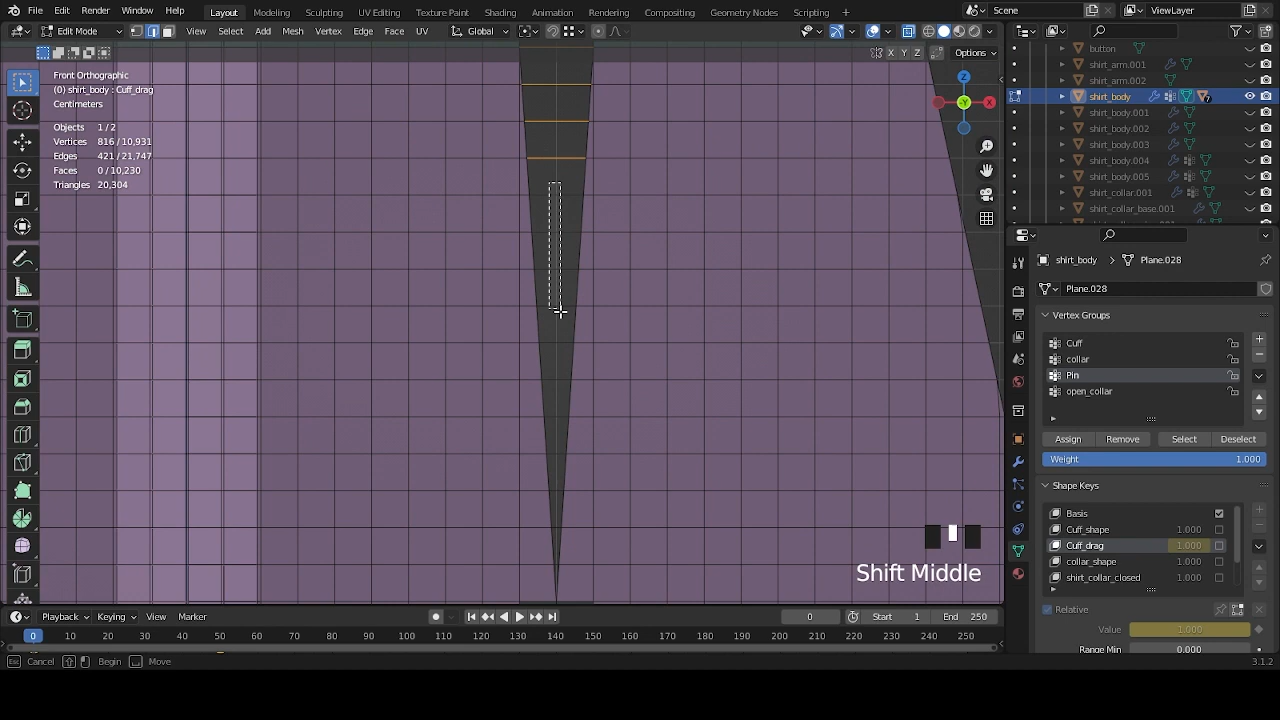 File Edit Render Window Help Layout Modeling Sculpting UV Editing Texture Paint Shading Animation Rendering Compositing Geometry Nodes Scripting + Scene ViewLayer
Edit Mode View Select Add Mesh Vertex Edge Face UV Global
X Y Z Options
Front Orthographic
(0) shirt_body : Cuff_drag
Centimeters
Objects 1/2
Vertices 816 / 10,931
Edges 421 / 21,747
Faces 0 / 10,230
Triangles 20,304
Z
X
-Y
Shift Middle
button
shirt_arm.001
shirt_arm.002
shirt_body 7
shirt_body.001
shirt_body.002
shirt_body.003
shirt_body.004
shirt_body.005
shirt_collar.001
shirt_collar_base.001
shirt_body > Plane.028
Plane.028
Vertex Groups
Cuff
collar
Pin
open_collar
Assign Remove Select Deselect
Weight 1.000
Shape Keys
Basis
Cuff_shape 1.000
Cuff_drag 1.000
collar_shape 1.000
shirt_collar_closed 1.000
Relative
Value 1.000
Range Min 0.000
Playback Keying View Marker 0 Start 1 End 250
0 10 20 30 40 50 60 70 80 90 100 110 120 130 140 150 160 170 180 190 200 210 220 230 240 250
Esc Cancel Begin Move 3.1.2